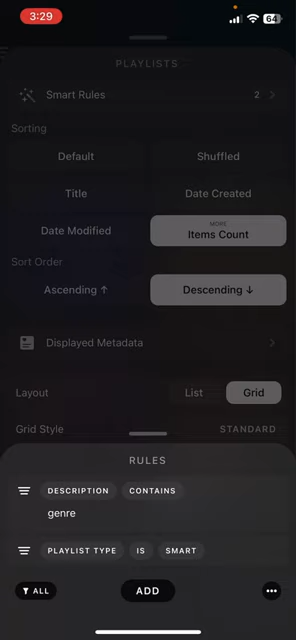 3:29
64
PLAYLISTS
Smart Rules 2
Sorting
Default Shuffled
Title Date Created
Date Modified
MORE
Items Count
Sort Order
Ascending ↑ Descending ↓
Displayed Metadata
Layout List Grid
Grid Style STANDARD
RULES
DESCRIPTION CONTAINS
genre
PLAYLIST TYPE IS SMART
ALL ADD